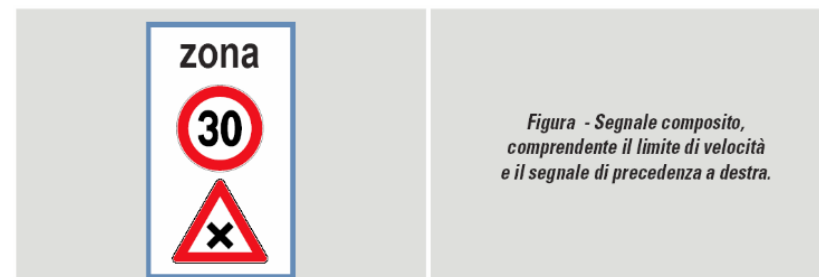 zona
30
Figura - Segnale composito,
comprendente il limite di velocità
e il segnale di precedenza a destra.